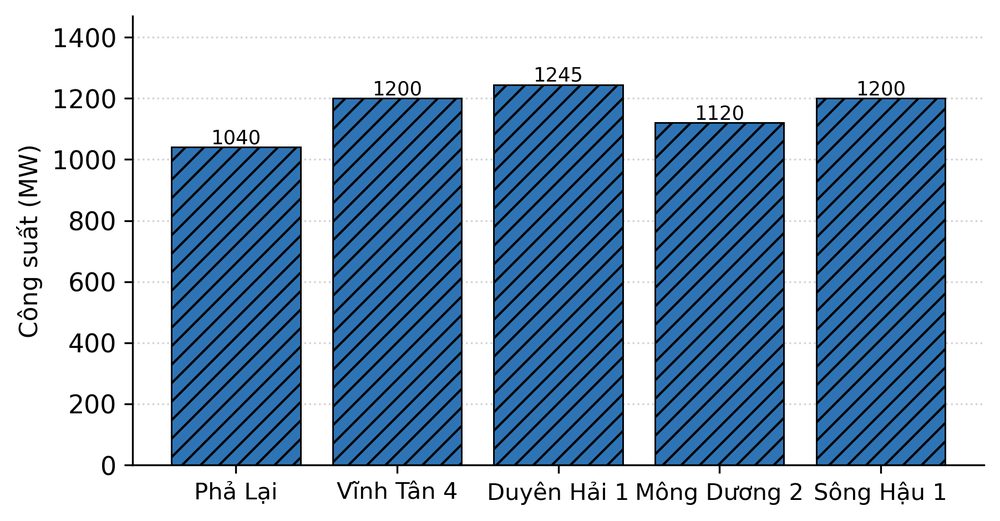 Công suất (MW)
1400
1200
1000
800
600
400
200
0
1040
1200
1245
1120
1200
Phả Lại
Vĩnh Tân 4
Duyên Hải 1
Mông Dương 2
Sông Hậu 1